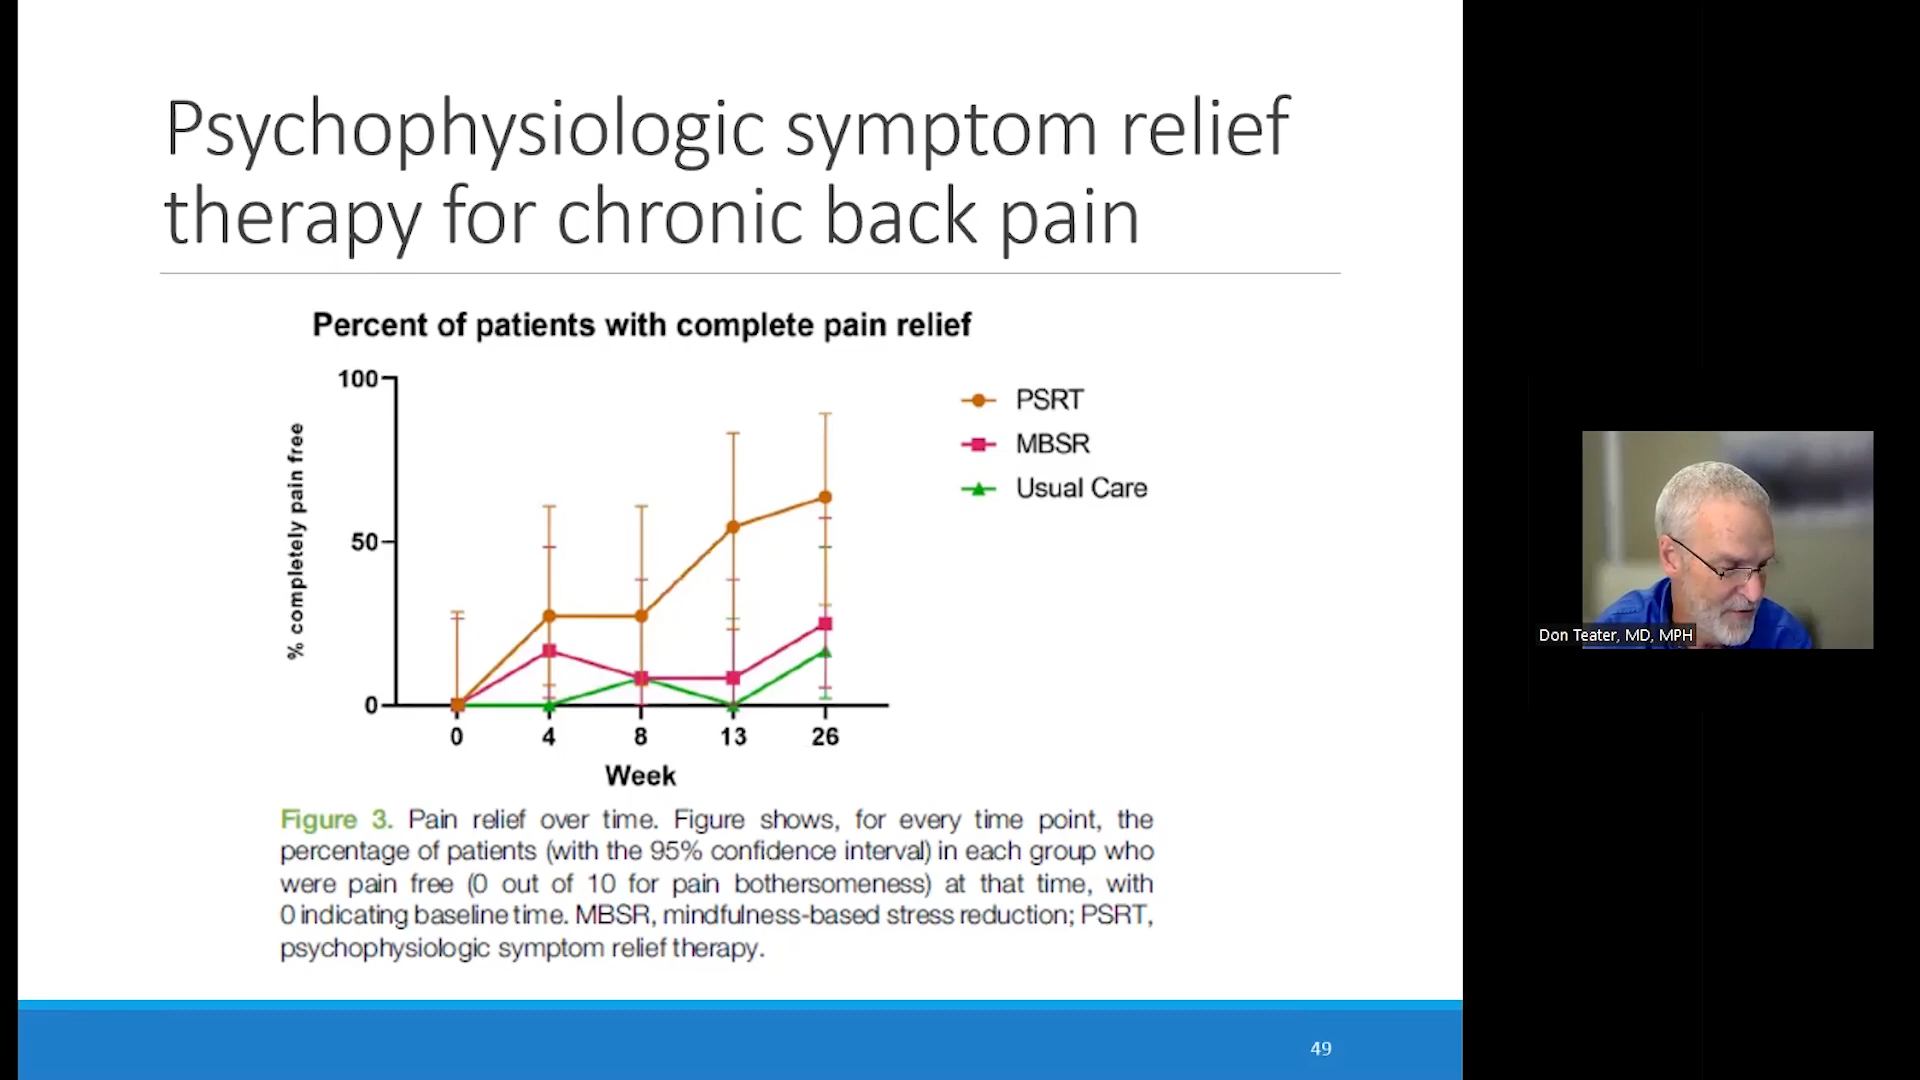 Psychophysiologic symptom relief
therapy for chronic back pain
Percent of patients with complete pain relief
% completely pain free
100
50
0
0 4 8 13 26
Week
PSRT
MBSR
Usual Care
Figure 3. Pain relief over time. Figure shows, for every time point, the
percentage of patients (with the 95% confidence interval) in each group who
were pain free (0 out of 10 for pain bothersomeness) at that time, with
0 indicating baseline time. MBSR, mindfulness-based stress reduction; PSRT,
psychophysiologic symptom relief therapy.
49
Don Teater, MD, MPH